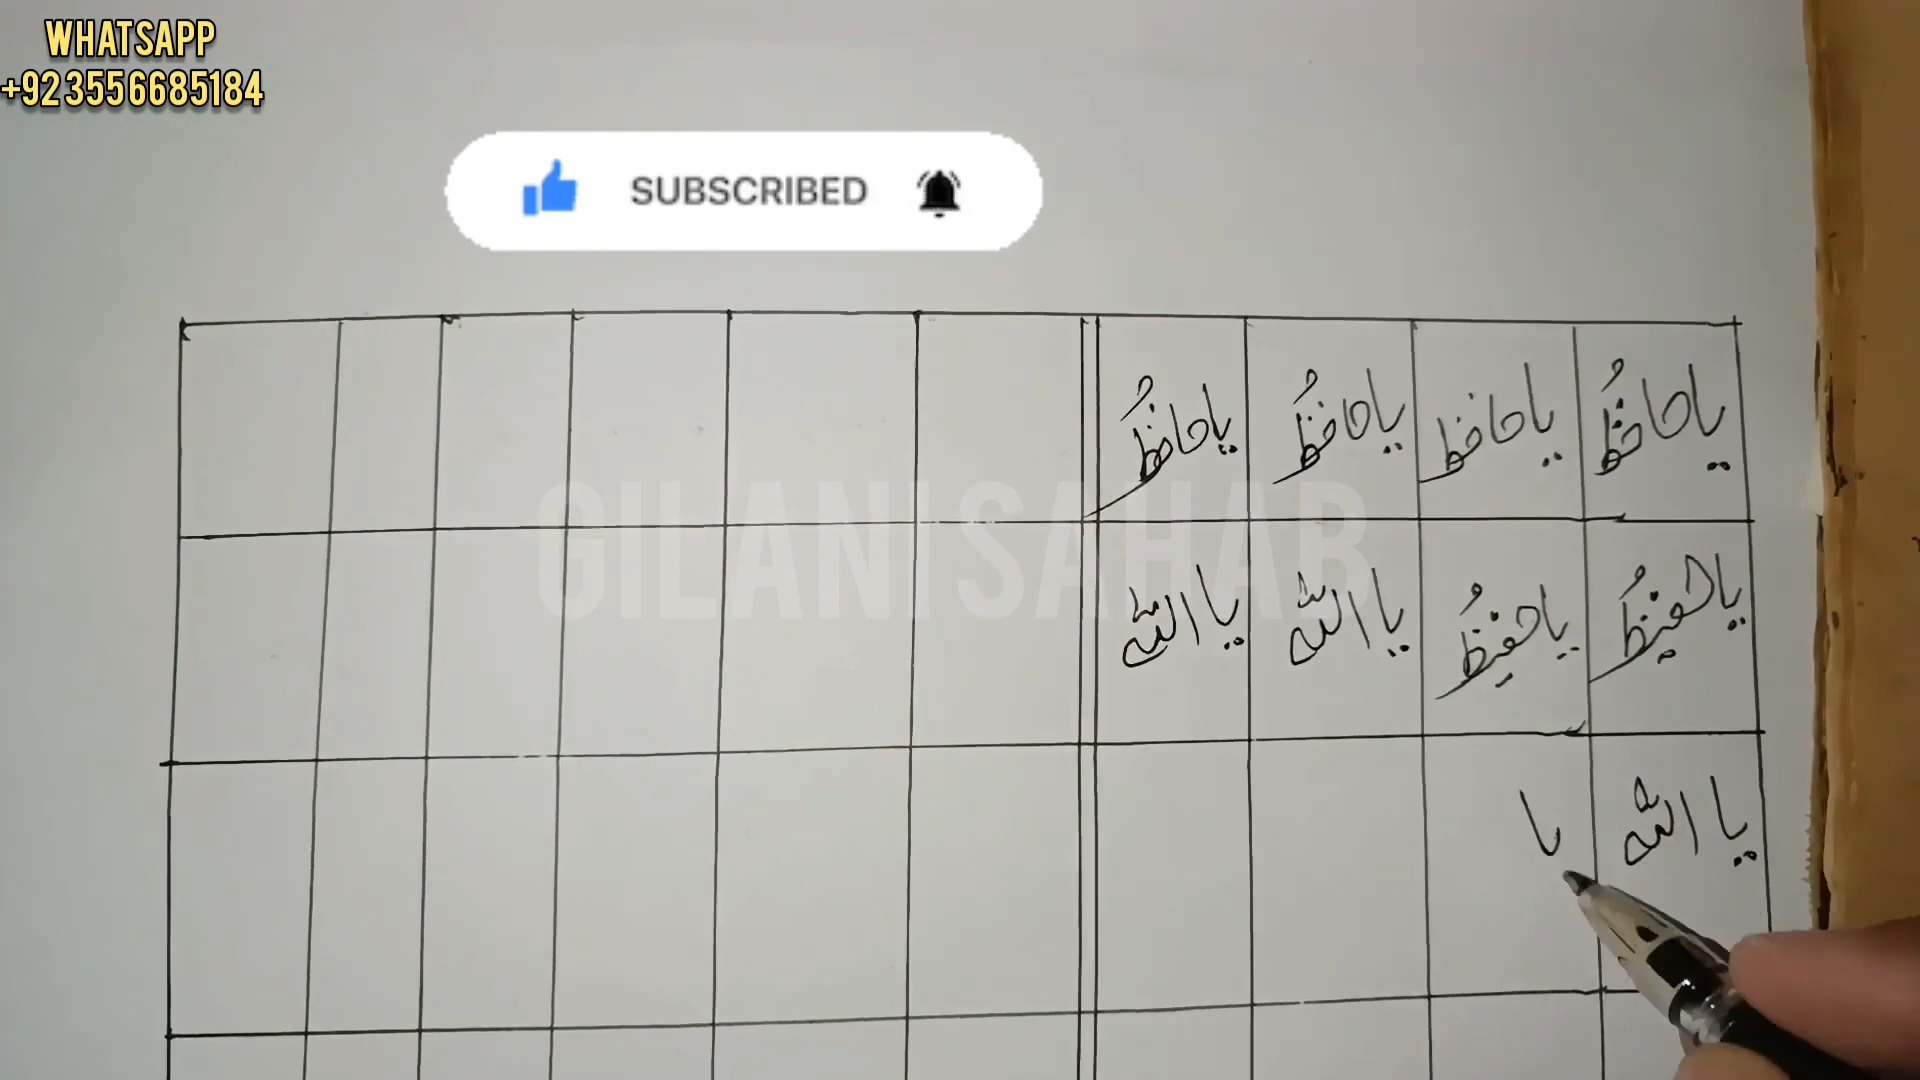 WHATSAPP
+923556685184
SUBSCRIBED
GILANI SAHAB
یا حافظُ یا حافظ یا حافظُ یا حافظُ
یا حفیظُ یا حفیظُ یا اللہ یا اللہ
یا اللہ یا